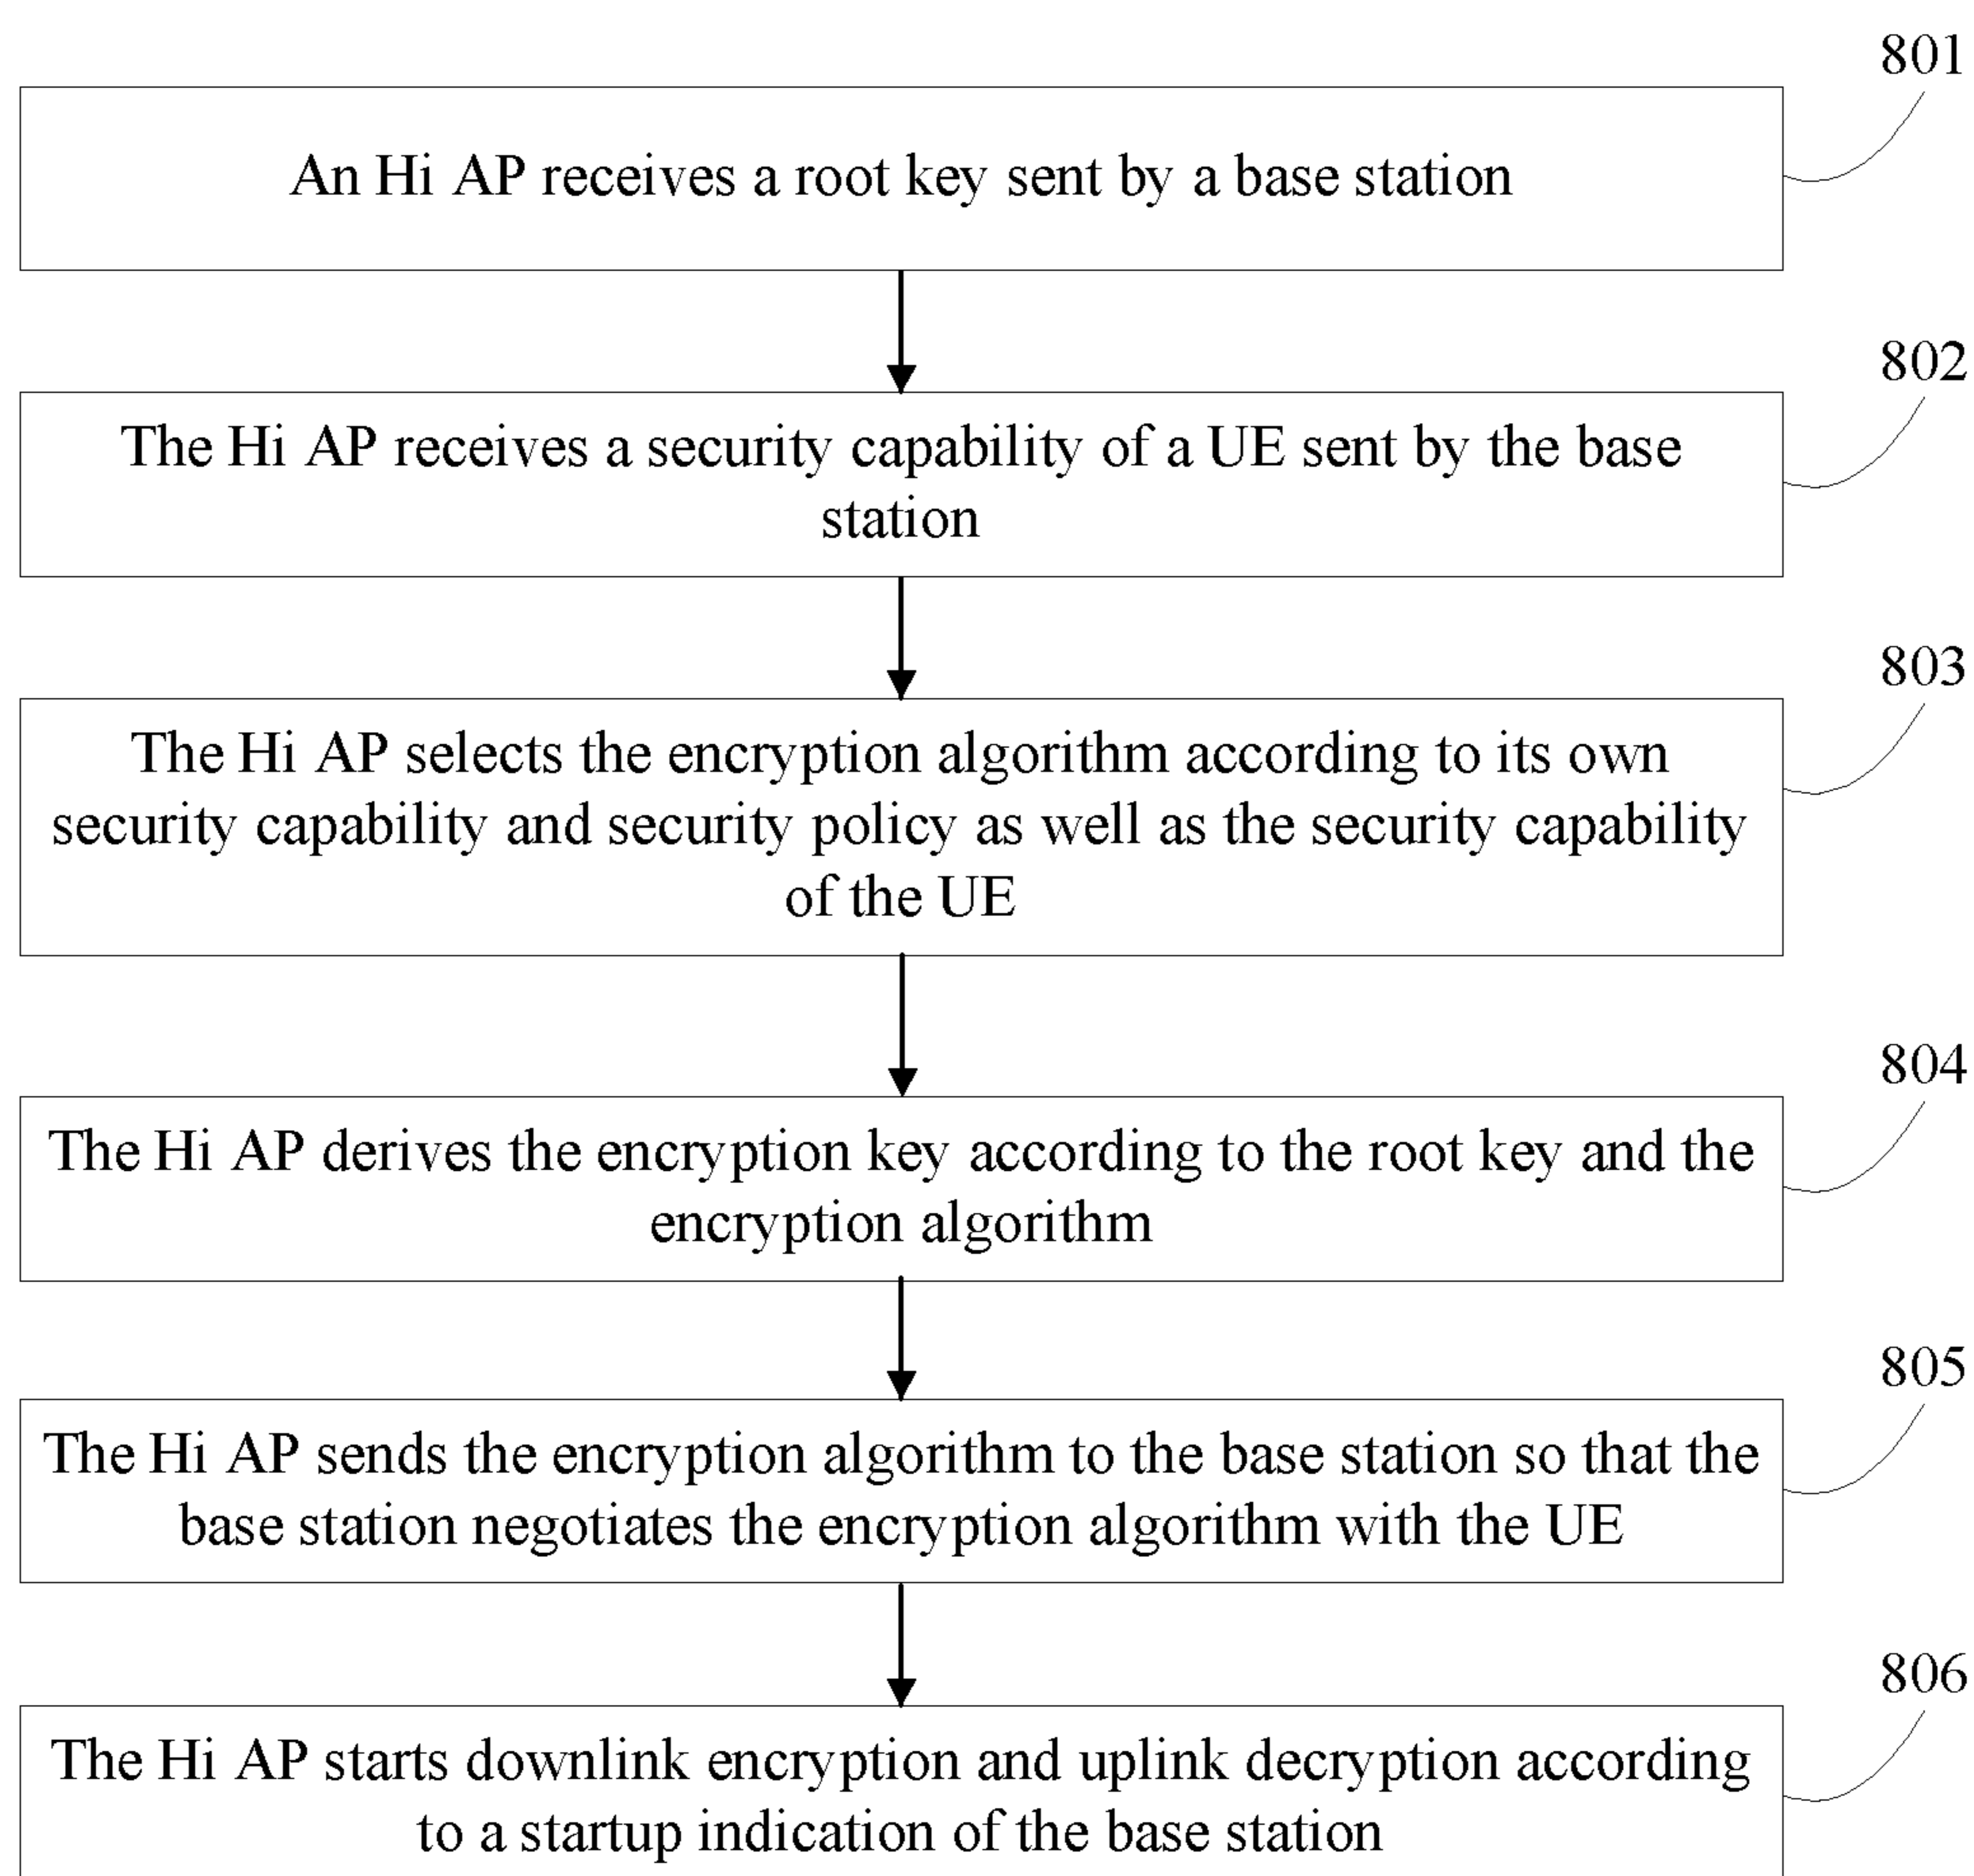 801
An Hi AP receives a root key sent by a base station
802
The Hi AP receives a security capability of a UE sent by the base
station
803
The Hi AP selects the encryption algorithm according to its own
security capability and security policy as well as the security capability
of the UE
804
The Hi AP derives the encryption key according to the root key and the
encryption algorithm
805
The Hi AP sends the encryption algorithm to the base station so that the
base station negotiates the encryption algorithm with the UE
806
The Hi AP starts downlink encryption and uplink decryption according
to a startup indication of the base station